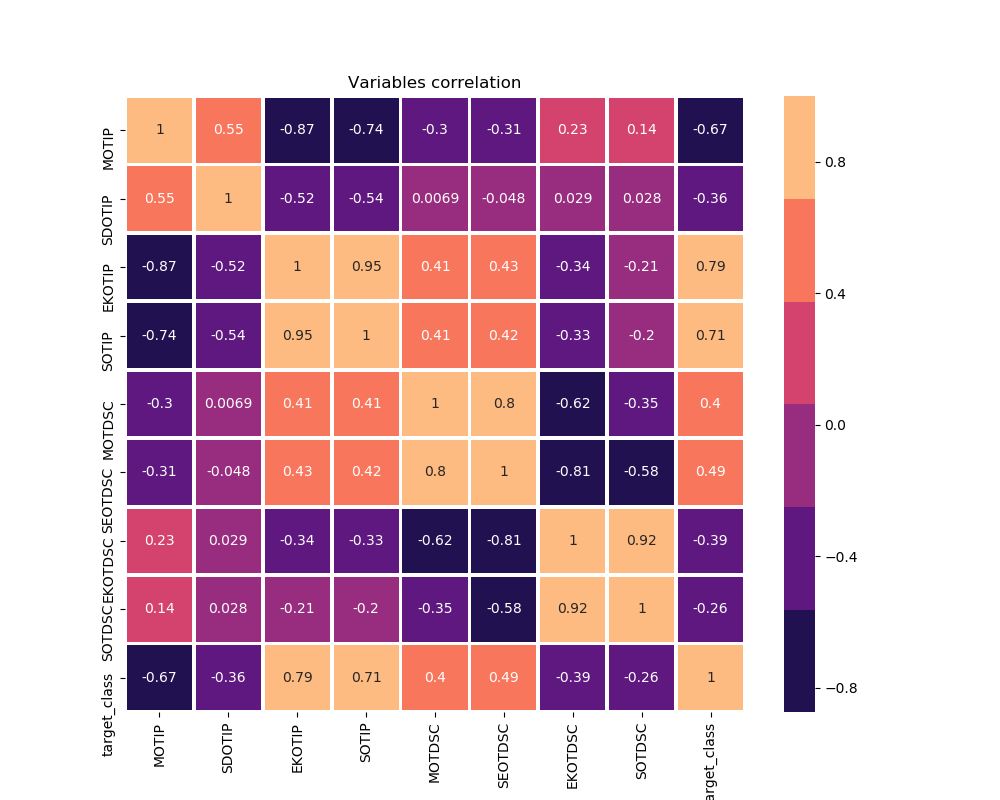 Variables correlation
MOTIP 1 0.55 -0.87 -0.74 -0.3 -0.31 0.23 0.14 -0.67
SDOTIP 0.55 1 -0.52 -0.54 0.0069 -0.048 0.029 0.028 -0.36
EKOTIP -0.87 -0.52 1 0.95 0.41 0.43 -0.34 -0.21 0.79
SOTIP -0.74 -0.54 0.95 1 0.41 0.42 -0.33 -0.2 0.71
MOTDSC -0.3 0.0069 0.41 0.41 1 0.8 -0.62 -0.35 0.4
SEOTDSC -0.31 -0.048 0.43 0.42 0.8 1 -0.81 -0.58 0.49
EKOTDSC 0.23 0.029 -0.34 -0.33 -0.62 -0.81 1 0.92 -0.39
SOTDSC 0.14 0.028 -0.21 -0.2 -0.35 -0.58 0.92 1 -0.26
target_class -0.67 -0.36 0.79 0.71 0.4 0.49 -0.39 -0.26 1
MOTIP SDOTIP EKOTIP SOTIP MOTDSC SEOTDSC EKOTDSC SOTDSC arget_class
0.8
0.4
0.0
−0.4
−0.8